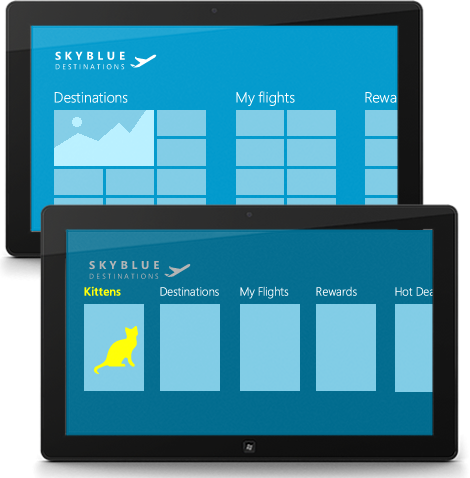 SKYBLUE
DESTINATIONS
Destinations My flights Rewa
SKYBLUE
DESTINATIONS
Kittens Destinations My Flights Rewards Hot Dea